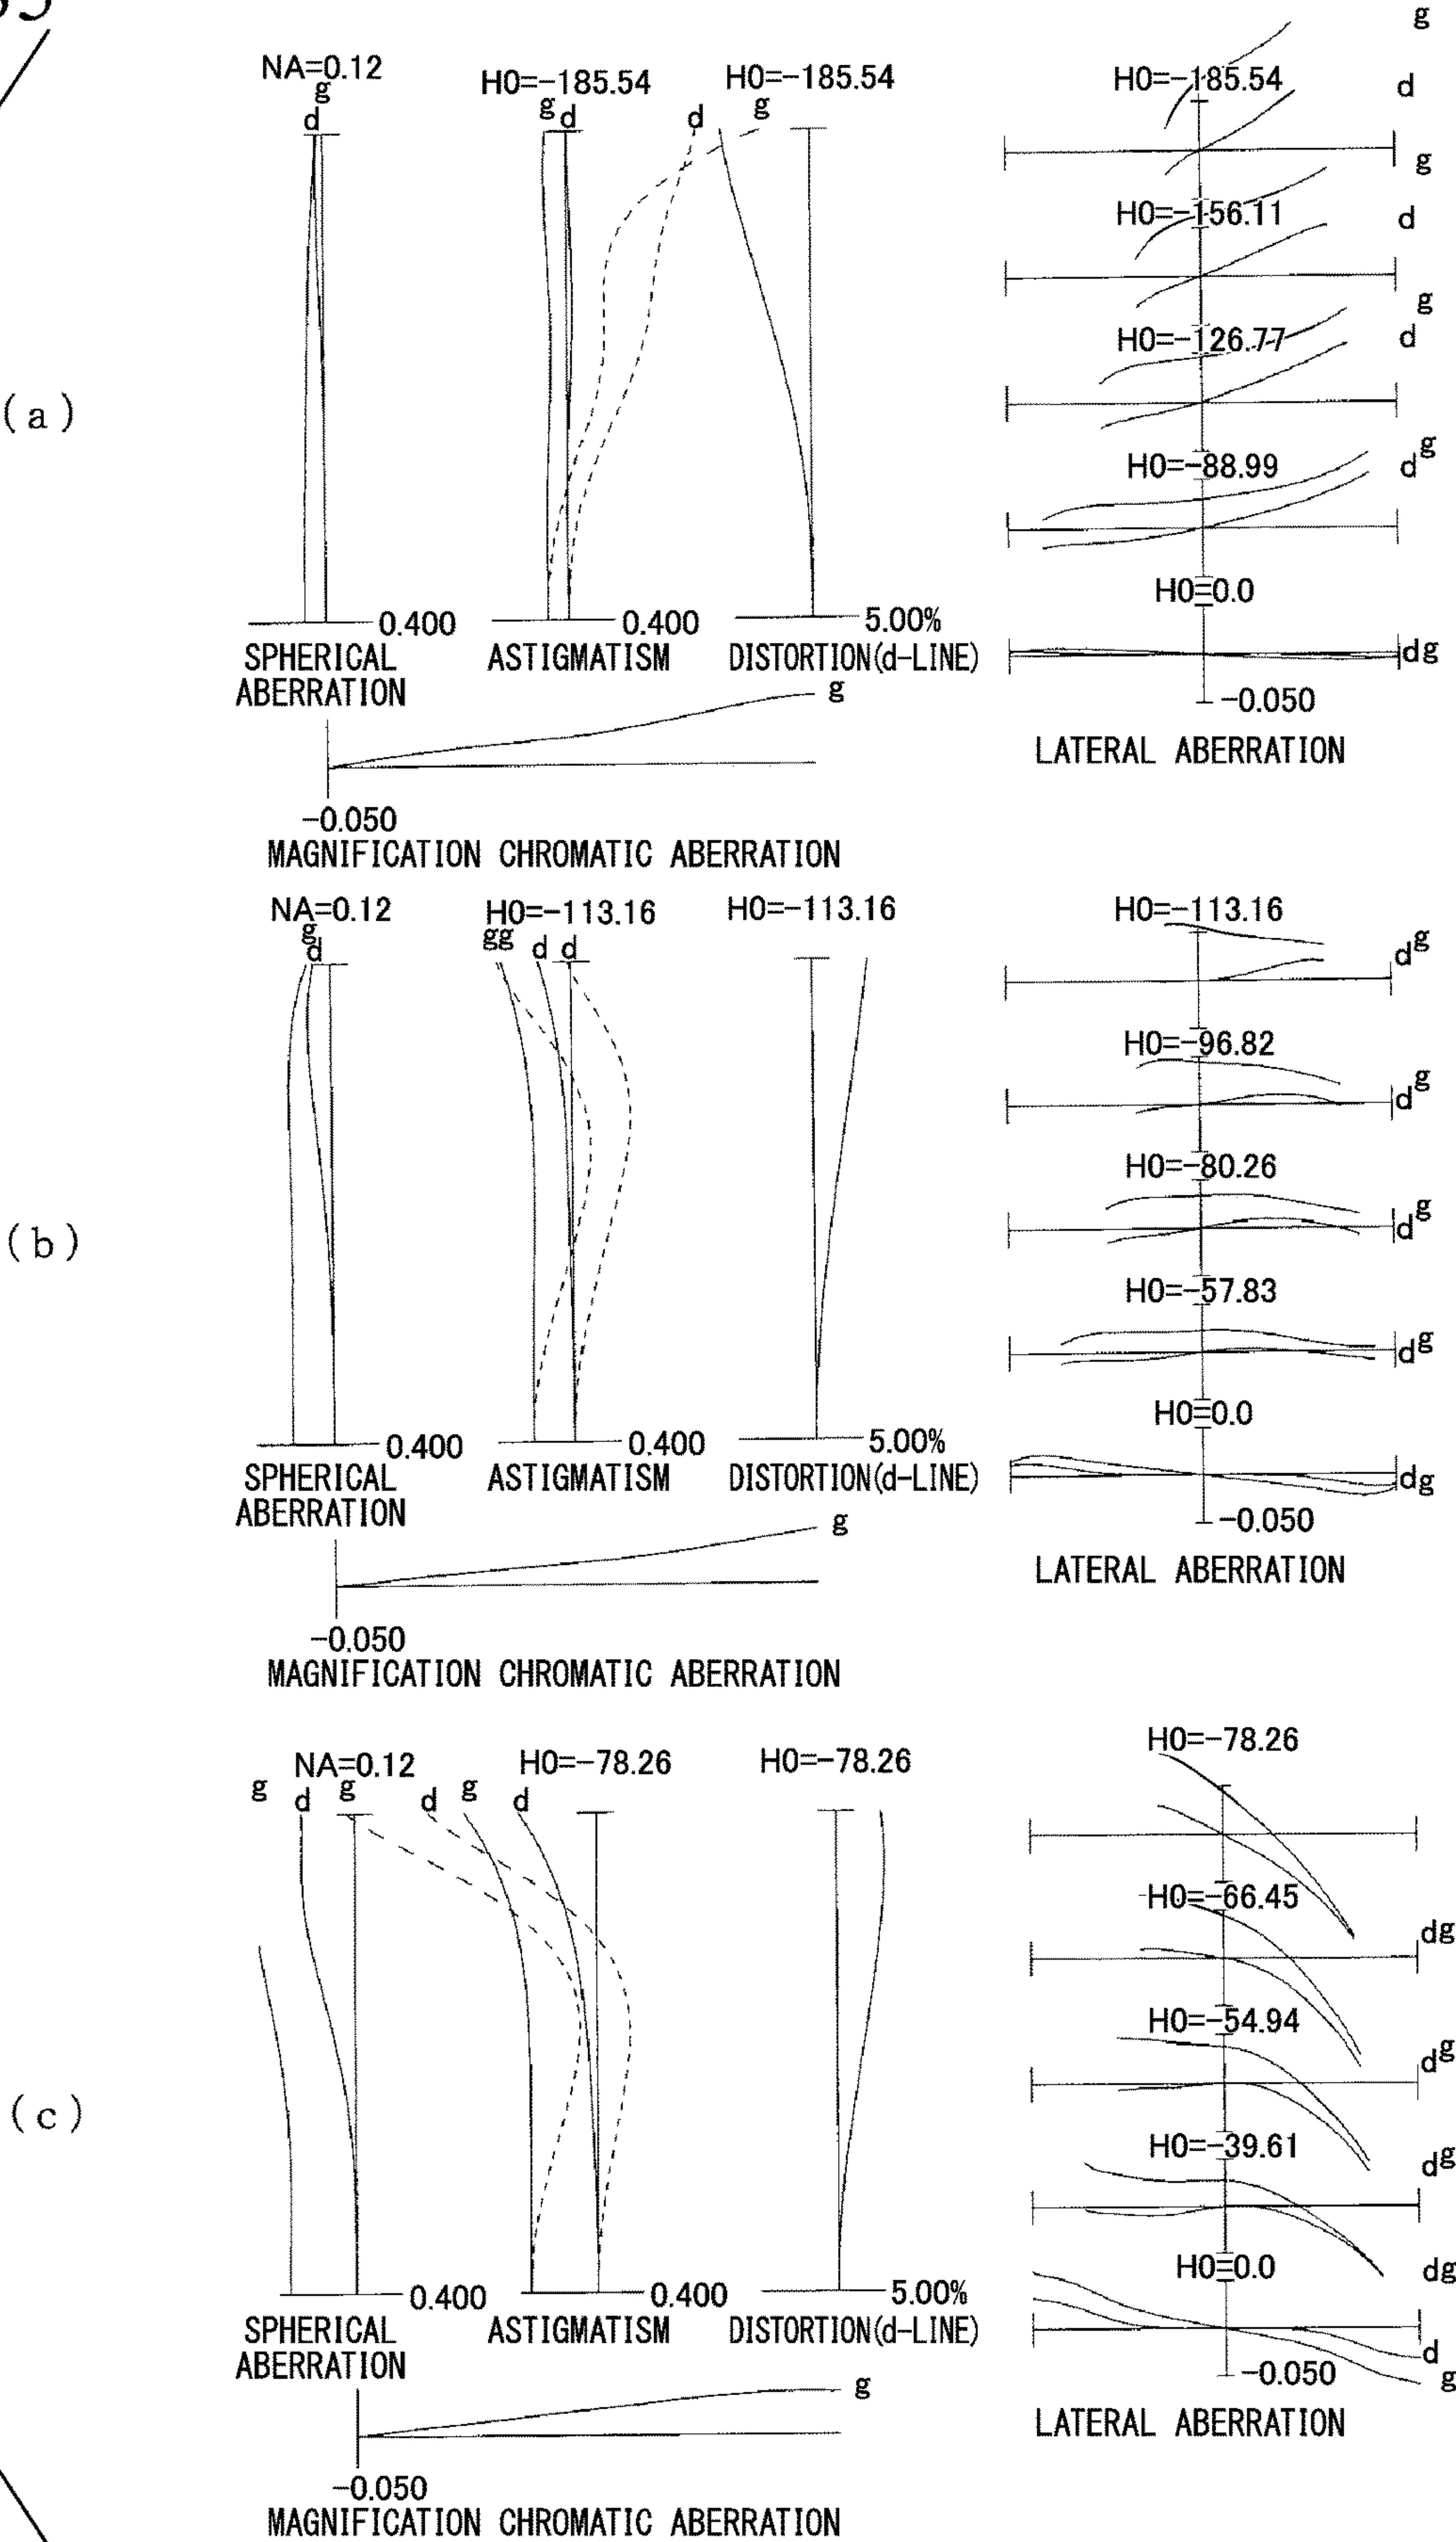 (a)
NA=0.12
g
d
H0=-185.54
g d
d
g
H0=-185.54
0.400
SPHERICAL
ABERRATION
0.400
ASTIGMATISM
5.00%
DISTORTION(d-LINE)
g
-0.050
MAGNIFICATION CHROMATIC ABERRATION
g
H0=-185.54
d
g
H0=-156.11
d
g
H0=-126.77
d
g
H0=-88.99
d
H0=0.0
dg
-0.050
LATERAL ABERRATION
(b)
NA=0.12
g
d
H0=-113.16
gg d d
H0=-113.16
0.400
SPHERICAL
ABERRATION
0.400
ASTIGMATISM
5.00%
DISTORTION(d-LINE)
g
-0.050
MAGNIFICATION CHROMATIC ABERRATION
H0=-113.16
dg
H0=-96.82
dg
H0=-80.26
dg
H0=-57.83
dg
H0=0.0
dg
-0.050
LATERAL ABERRATION
(c)
NA=0.12
g d g
H0=-78.26
d g d
H0=-78.26
0.400
SPHERICAL
ABERRATION
0.400
ASTIGMATISM
5.00%
DISTORTION(d-LINE)
g
-0.050
MAGNIFICATION CHROMATIC ABERRATION
H0=-78.26
H0=-66.45
dg
H0=-54.94
dg
H0=-39.61
dg
H0=0.0
dg
d
-0.050
g
LATERAL ABERRATION